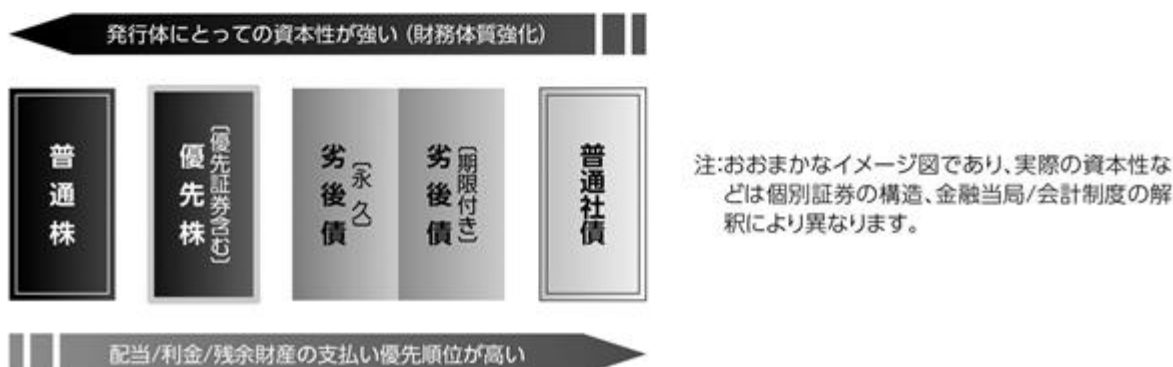 発行体にとっての資本性が強い（財務体質強化）
普通株
優先株
〔優先証券含む〕
劣後債
〔永久〕
劣後債
〔期限付き〕
普通社債
注:おおまかなイメージ図であり、実際の資本性な
どは個別証券の構造、金融当局/会計制度の解
釈により異なります。
配当/利金/残余財産の支払い優先順位が高い